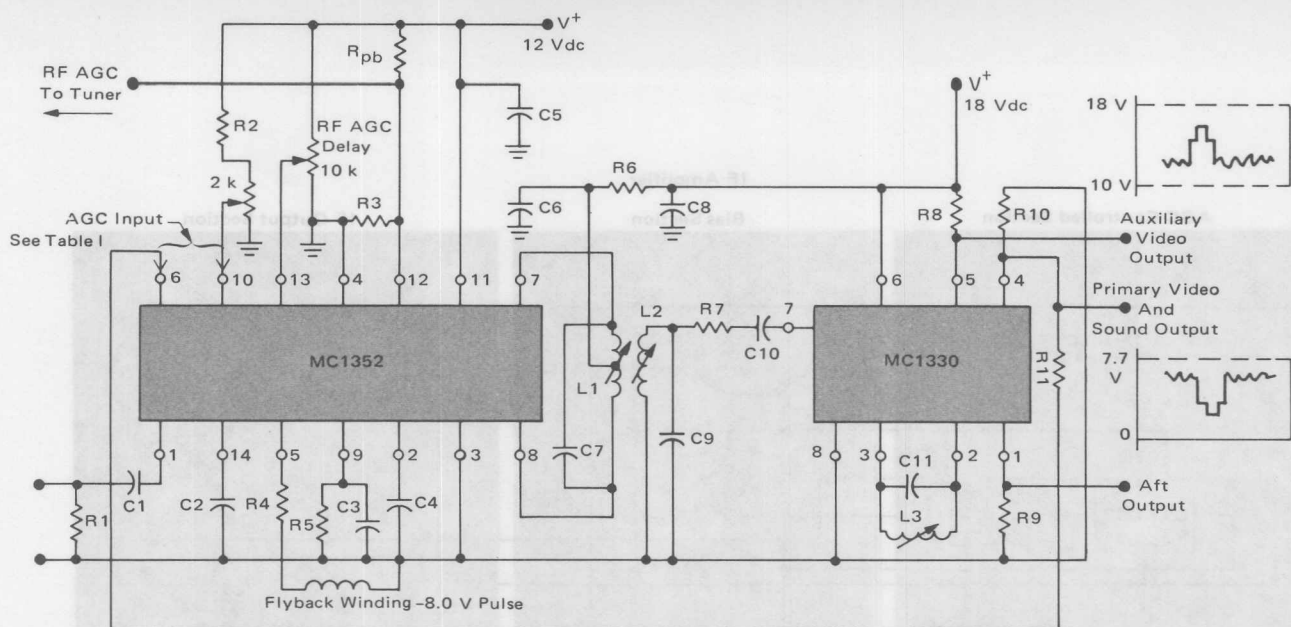 V+
12 Vdc
Rpb
RF AGC
To Tuner
C5
V+
18 Vdc
18 V
R2
RF AGC
Delay
10 k
R6
10 V
2 k
R3
C6
C8
R8
R10
Auxiliary
Video
Output
AGC Input
See Table I
6
10
13
4
12
11
7
6
5
4
Primary Video
And
Sound Output
L2
R7
7
C10
MC1352
L1
MC1330
R11
7.7
V
C7
C9
0
1
14
5
9
2
3
8
8
3
2
1
C11
C1
C2
R4
R5
C3
C4
L3
R9
Aft
Output
R1
Flyback Winding -8.0 V Pulse